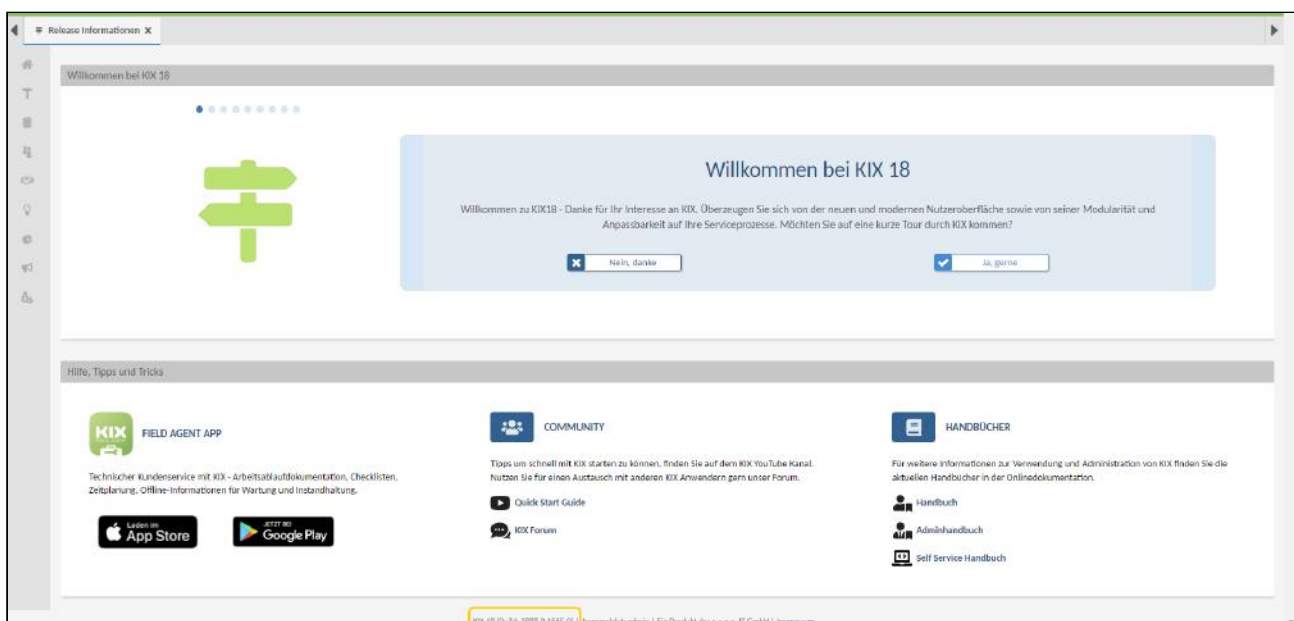 Release Informationen X
Willkommen bei KIX 18
Willkommen bei KIX 18
Willkommen zu KIX18 - Danke für Ihr Interesse an KIX. Überzeugen Sie sich von der neuen und modernen Nutzeroberfläche sowie von seiner Modularität und
Anpassbarkeit auf Ihre Serviceprozesse. Möchten Sie auf eine kurze Tour durch KIX kommen?
Nein, danke
Ja, gerne
Hilfe, Tipps und Tricks
KIX
FIELD AGENT APP
Technischer Kundenservice mit KIX - Arbeitsablaufdokumentation, Checklisten,
Zeitplanung, Offline-Informationen für Wartung und Instandhaltung.
Laden im
App Store
JETZT BEI
Google Play
COMMUNITY
Tipps um schnell mit KIX starten zu können, finden Sie auf dem KIX YouTube Kanal.
Nutzen Sie für einen Austausch mit anderen KIX Anwendern gern unser Forum.
Quick Start Guide
KIX Forum
HANDBÜCHER
Für weitere Informationen zur Verwendung und Administration von KIX finden Sie die
aktuellen Handbücher in der Onlinedokumentation.
Handbuch
Adminhandbuch
Self Service Handbuch